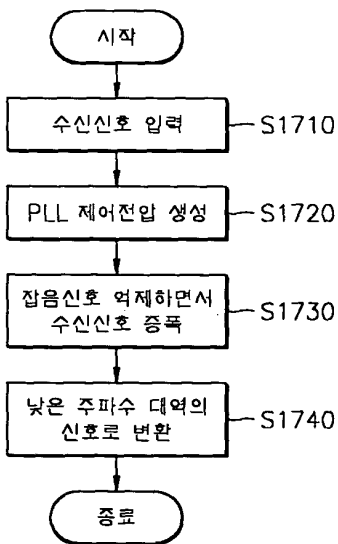 시작
수신신호 입력
S1710
PLL 제어전압 생성
S1720
잡음신호 억제하면서
수신신호 증폭
S1730
낮은 주파수 대역의
신호로 변환
S1740
종료